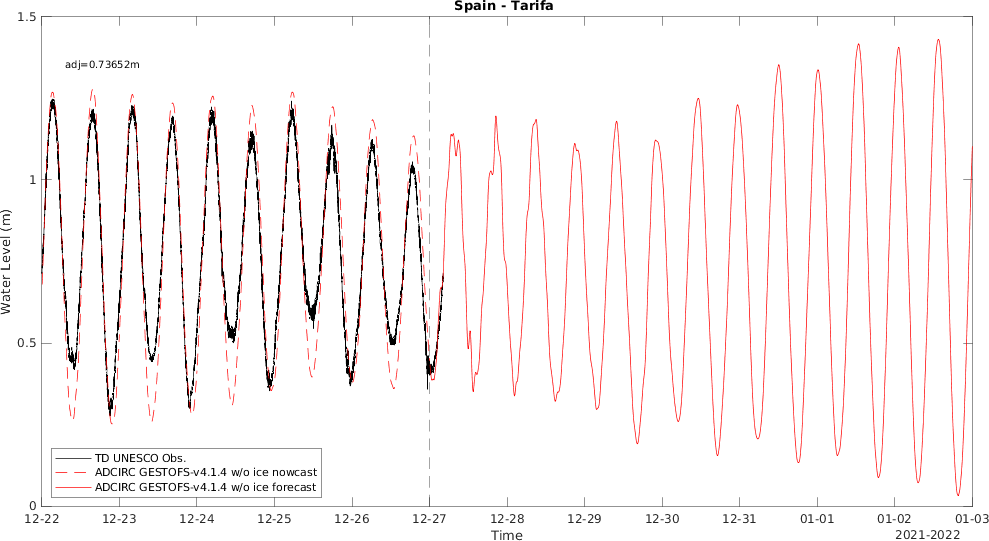 Spain - Tarifa
adj=0.73652m
1.5
1
0.5
0
Water Level (m)
TD UNESCO Obs.
ADCIRC GESTOFS-v4.1.4 w/o ice nowcast
ADCIRC GESTOFS-v4.1.4 w/o ice forecast
12-22 12-23 12-24 12-25 12-26 12-27 12-28 12-29 12-30 12-31 01-01 01-02 01-03
Time
2021-2022